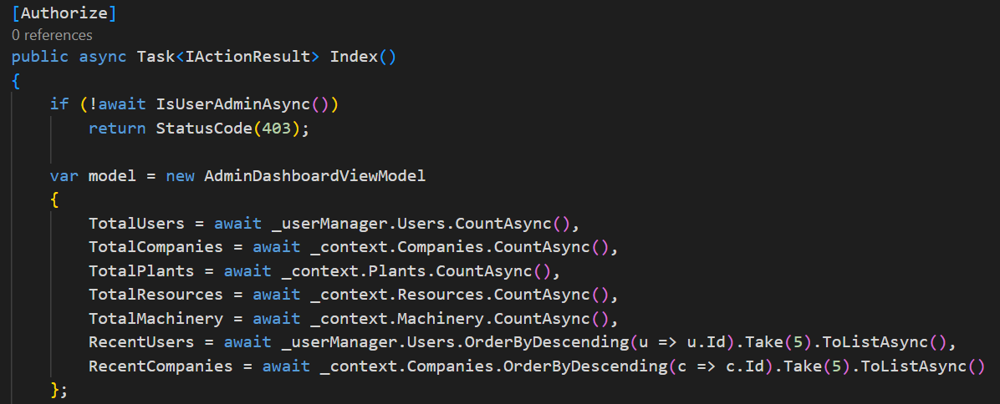 [Authorize]
0 references
public async Task<IActionResult> Index()
{
if (!await IsUserAdminAsync())
return StatusCode(403);
var model = new AdminDashboardViewModel
{
TotalUsers = await _userManager.Users.CountAsync(),
TotalCompanies = await _context.Companies.CountAsync(),
TotalPlants = await _context.Plants.CountAsync(),
TotalResources = await _context.Resources.CountAsync(),
TotalMachinery = await _context.Machinery.CountAsync(),
RecentUsers = await _userManager.Users.OrderByDescending(u => u.Id).Take(5).ToListAsync(),
RecentCompanies = await _context.Companies.OrderByDescending(c => c.Id).Take(5).ToListAsync()
};